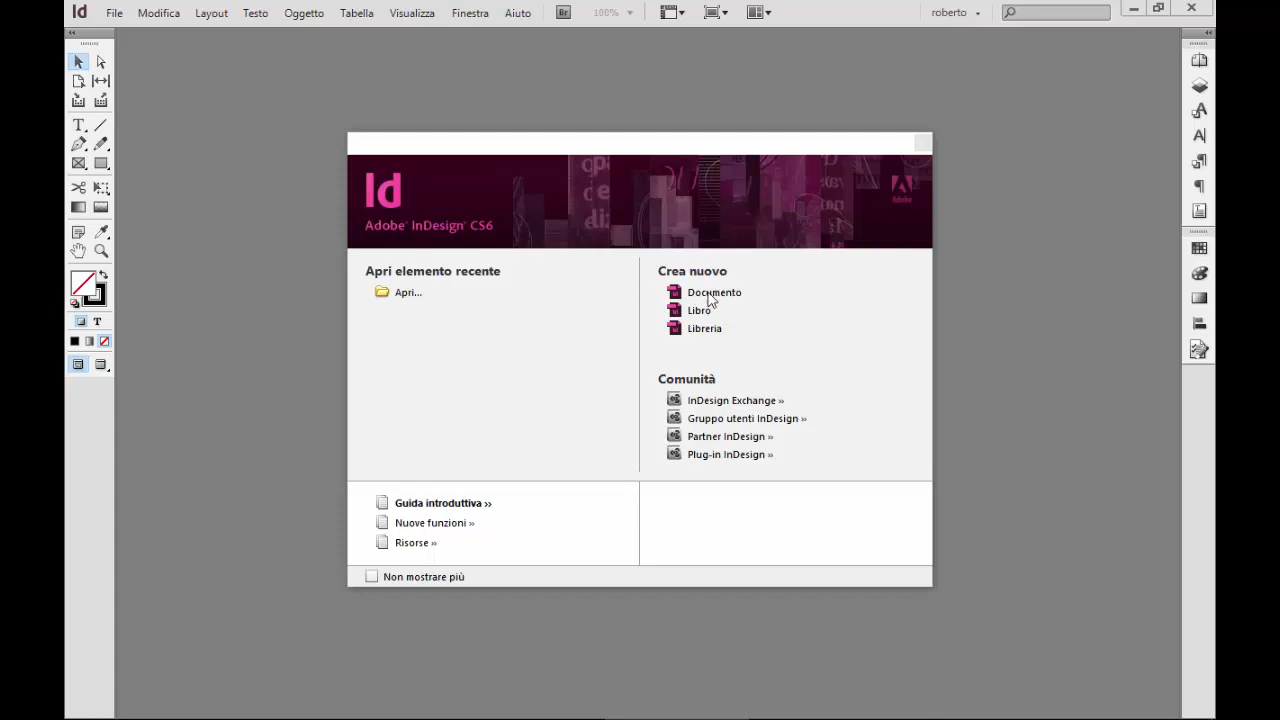 Id File Modifica Layout Testo Oggetto Tabella Visualizza Finestra Aiuto Br 100% roberto
Id
Adobe® InDesign® CS6
Adobe
Apri elemento recente
Apri...
Crea nuovo
Documento
Libro
Libreria
Comunità
InDesign Exchange »
Gruppo utenti InDesign »
Partner InDesign »
Plug-in InDesign »
Guida introduttiva »
Nuove funzioni »
Risorse »
Non mostrare più